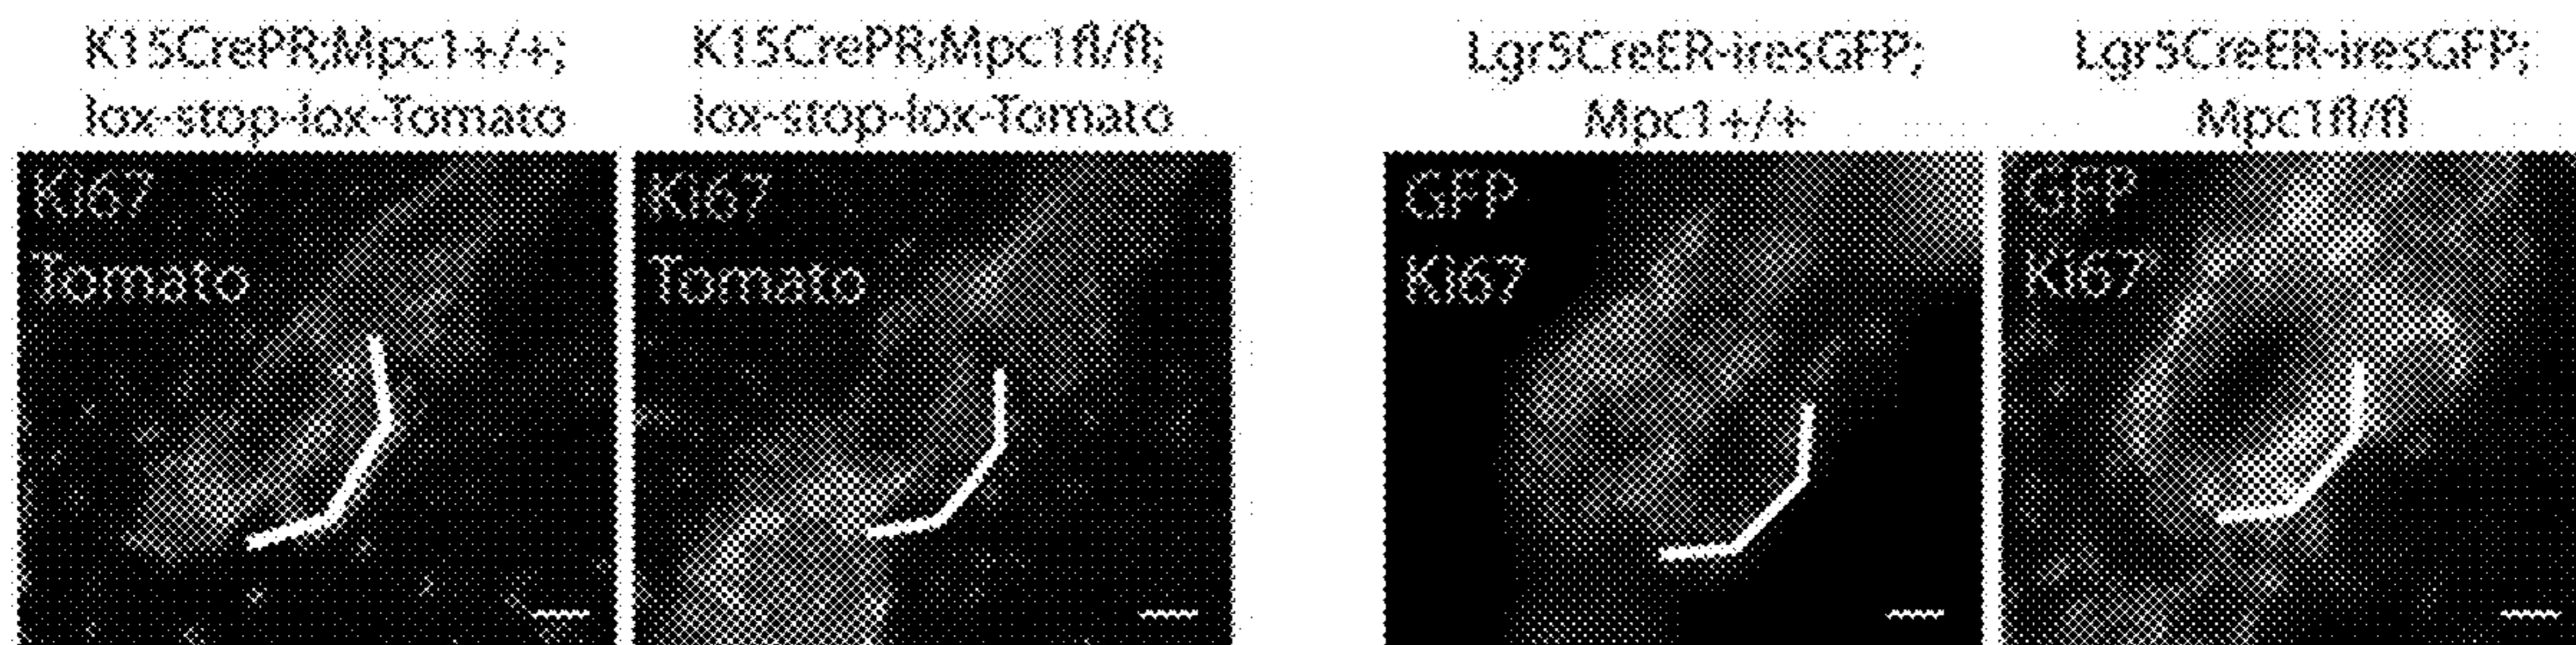 K15CrePR;Mpc1+/+;
lox-stop-lox-Tomato
K15CrePR;Mpc1fl/fl;
lox-stop-lox-Tomato
Lgr5CreER-iresGFP;
Mpc1+/+
Lgr5CreER-iresGFP;
Mpc1fl/fl
Ki67
Tomato
Ki67
Tomato
GFP
Ki67
GFP
Ki67